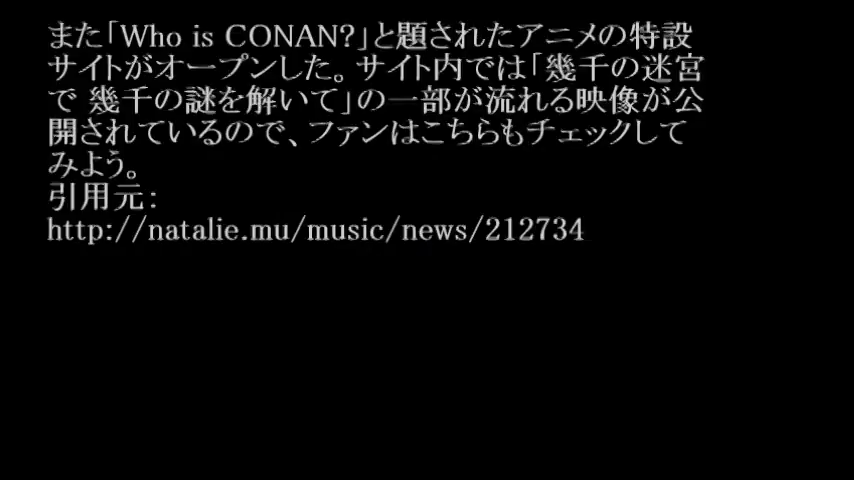 また「Who is CONAN?」と題されたアニメの特設
サイトがオープンした。サイト内では「幾千の迷宮
で 幾千の謎を解いて」の一部が流れる映像が公
開されているので、ファンはこちらもチェックして
みよう。
引用元：
http://natalie.mu/music/news/212734